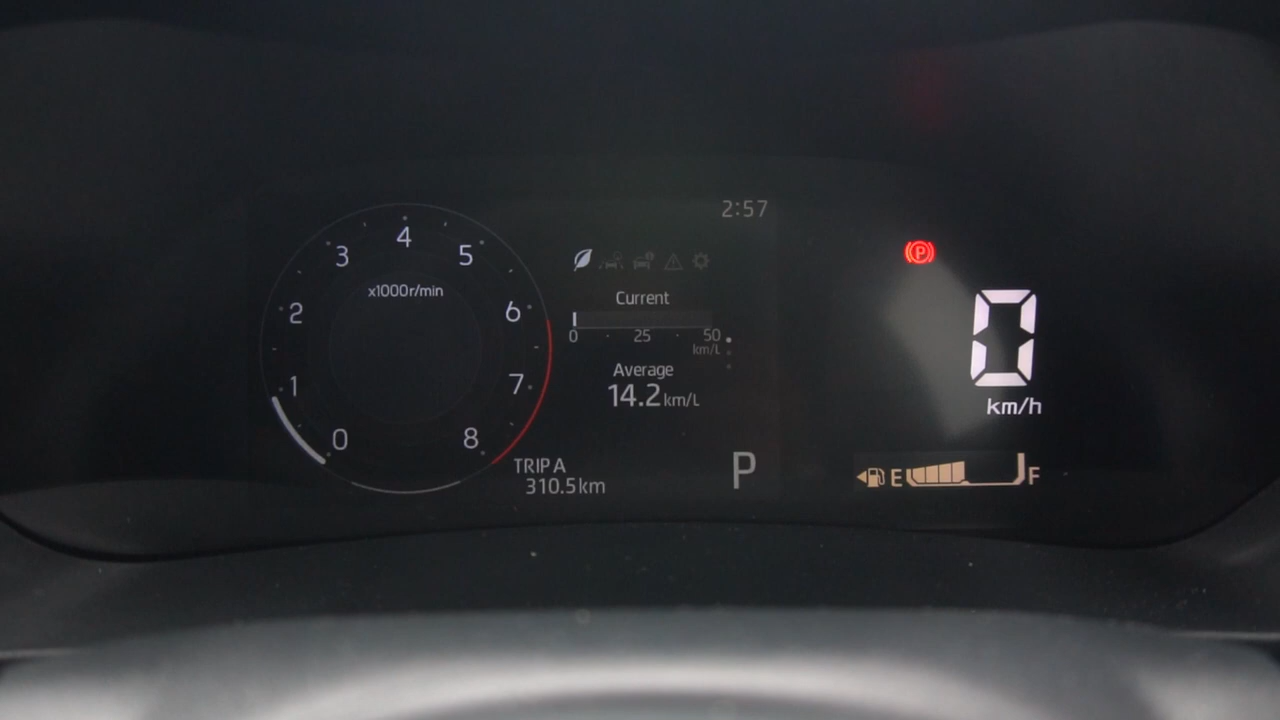 2:57
4
3
5
x1000r/min
2
6
1
7
0
8
Current
0 25 50
km/L
Average
14.2km/L
TRIP A
310.5km
P
P
0
km/h
E F